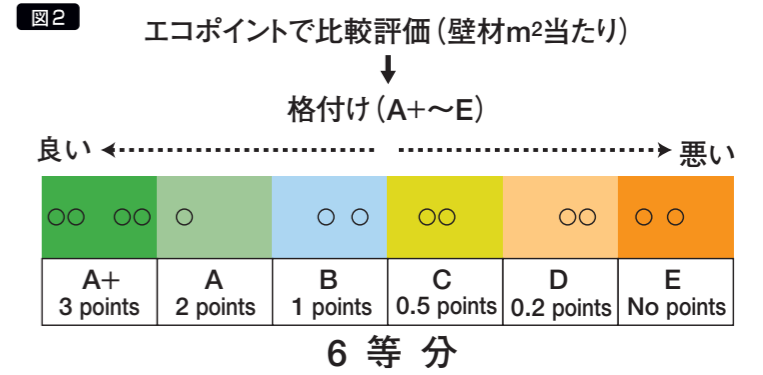 図2
エコポイントで比較評価（壁材m²当たり）
格付け（A+～E）
良い
悪い
A+
3 points
A
2 points
B
1 points
C
0.5 points
D
0.2 points
E
No points
6 等 分